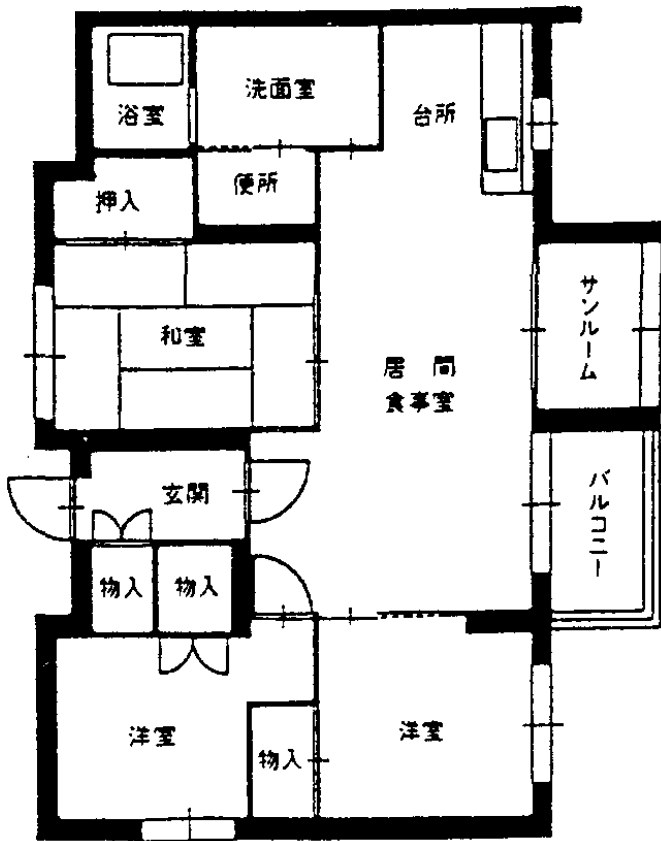 洗面室
浴室
台所
便所
押入
サンルーム
和室
居間
食事室
バルコニー
玄関
物入
物入
洋室
洋室
物入